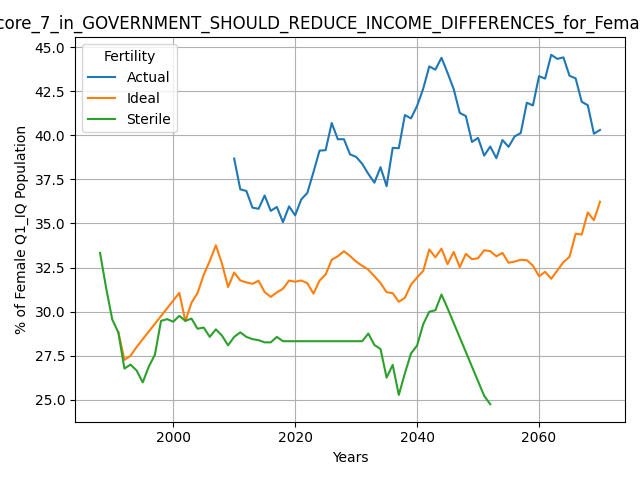 core_7_in_GOVERNMENT_SHOULD_REDUCE_INCOME_DIFFERENCES_for_Fema
Fertility
Actual
Ideal
Sterile
% of Female Q1_IQ Population
45.0
42.5
40.0
37.5
35.0
32.5
30.0
27.5
25.0
2000
2020
2040
2060
Years